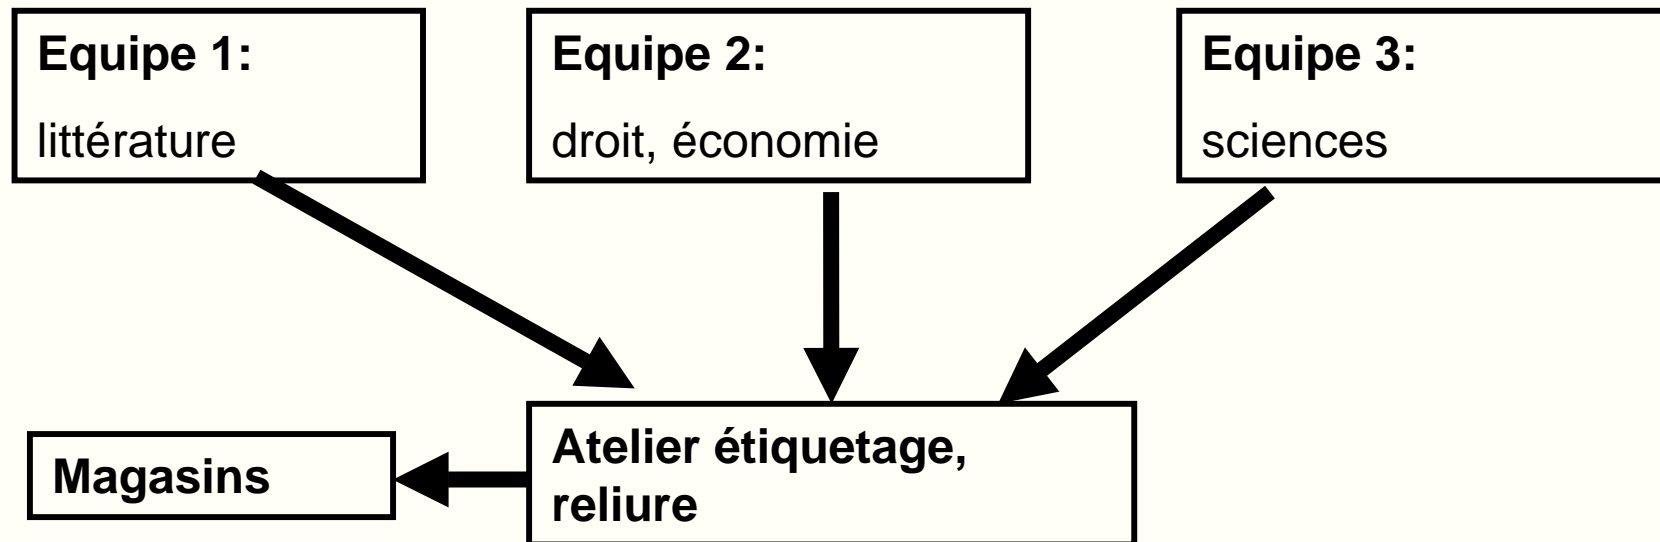 Equipe 1:
littérature
Equipe 2:
droit, économie
Equipe 3:
sciences
Magasins
Atelier étiquetage,
reliure